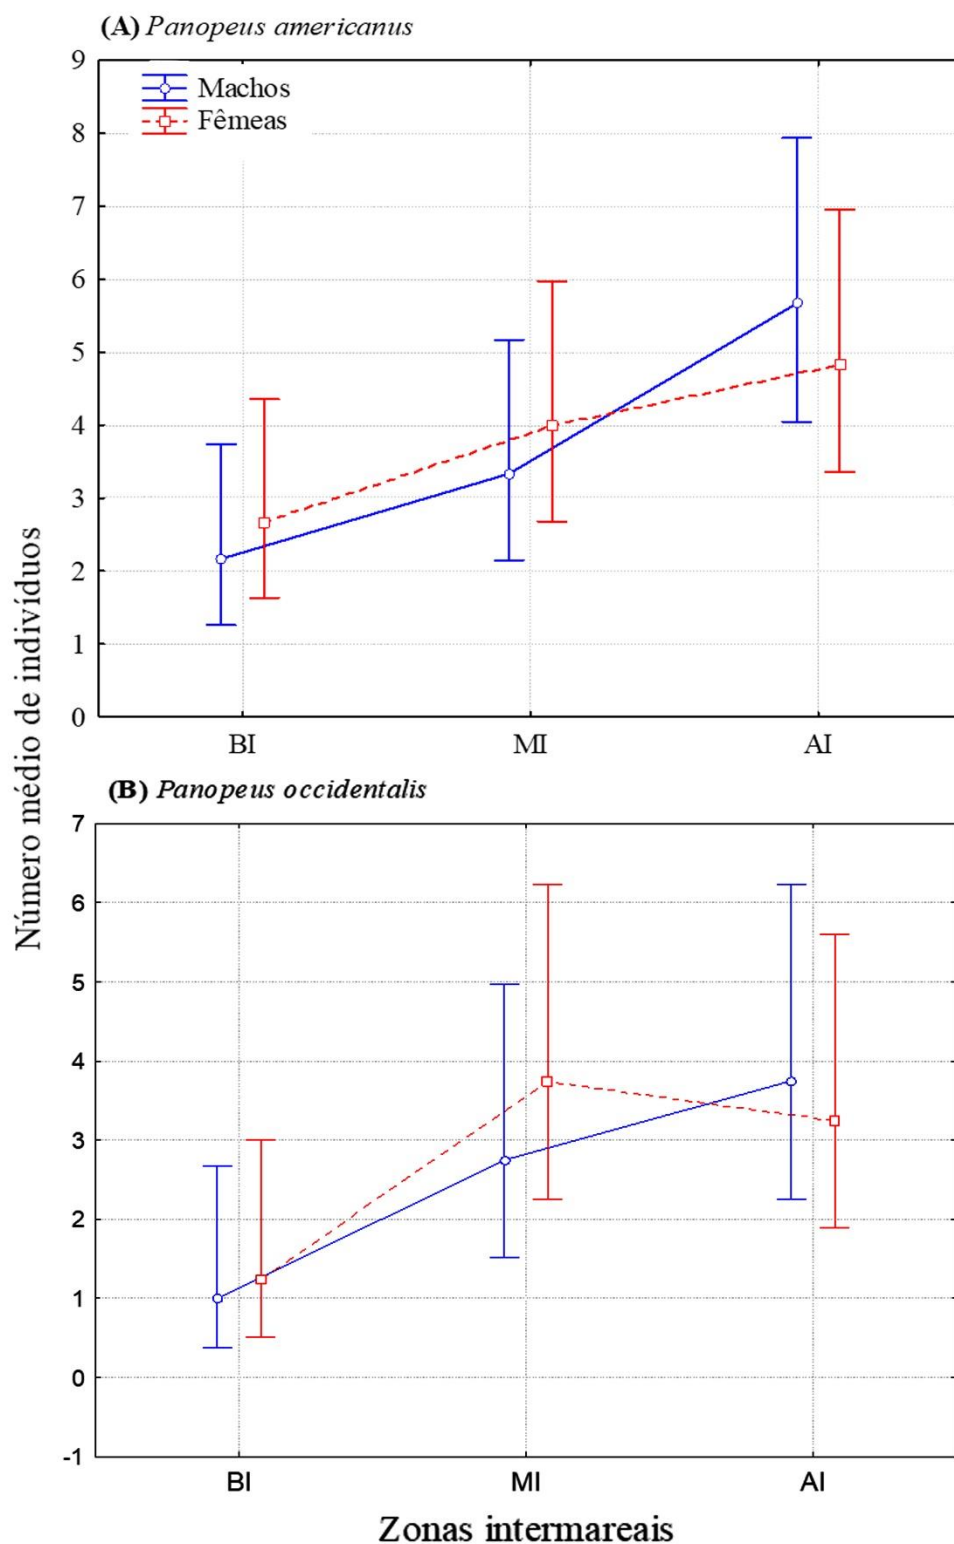 (A) Panopeus americanus
9
Machos
Fêmeas
8
7
6
5
4
3
2
1
0
BI MI AI
Número médio de indivíduos
(B) Panopeus occidentalis
7
6
5
4
3
2
1
0
-1
BI MI AI
Zonas intermareais